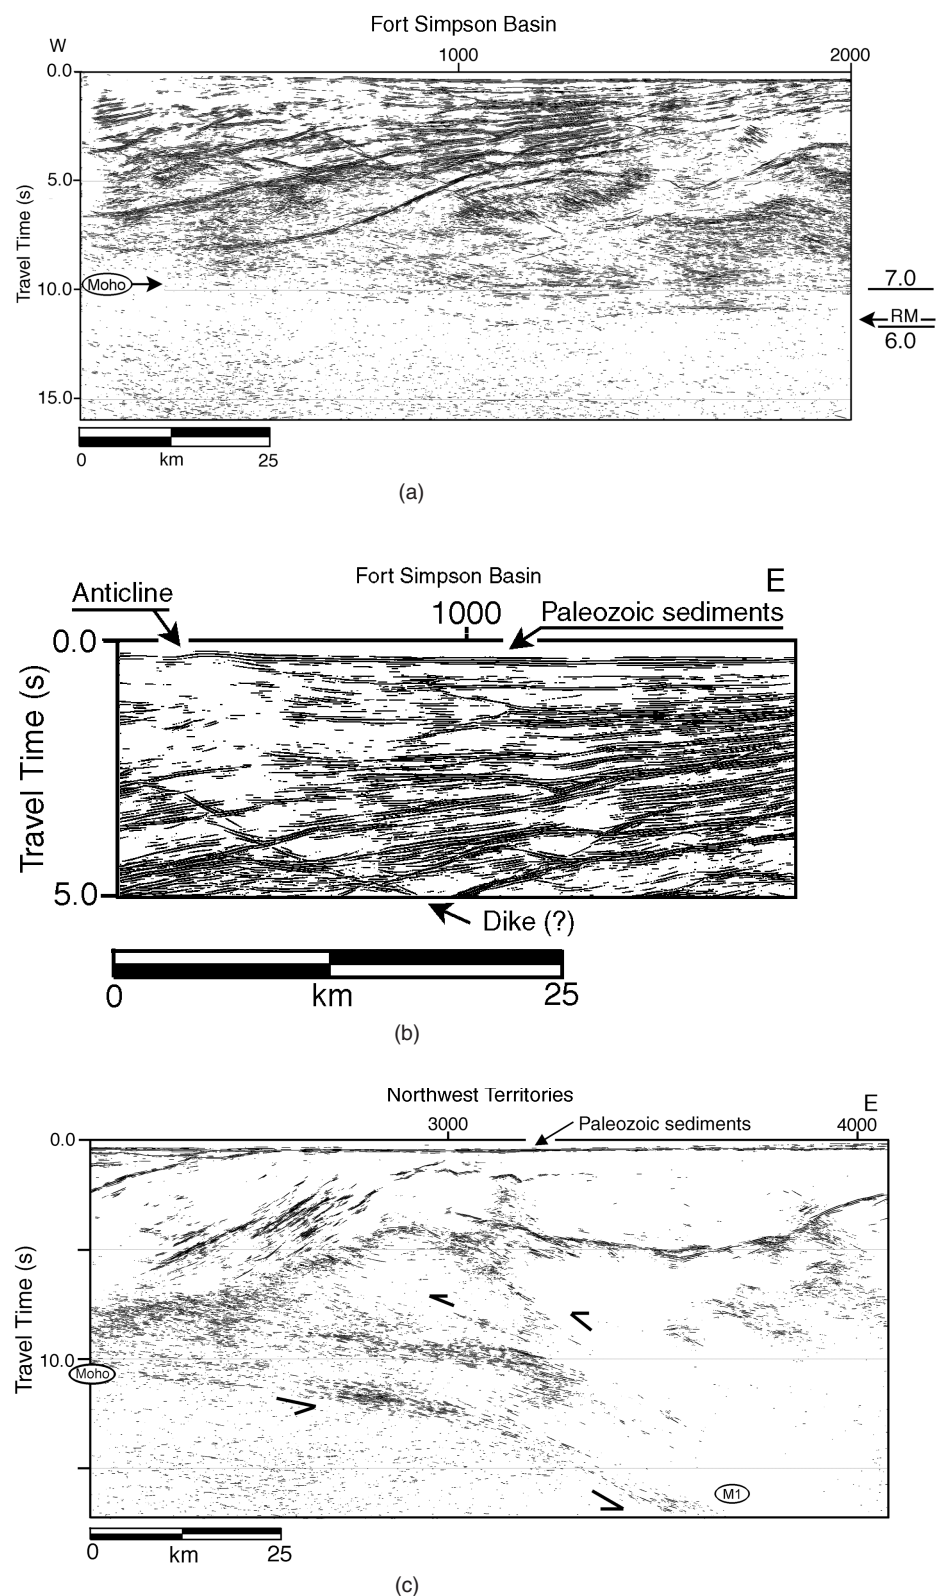 Fort Simpson Basin
W
1000
2000
0.0
5.0
10.0
15.0
Travel Time (s)
Moho
7.0
RM
6.0
0
km
25
(a)
Fort Simpson Basin
E
Anticline
1000
Paleozoic sediments
0.0
Travel Time (s)
5.0
Dike (?)
0
km
25
(b)
Northwest Territories
E
3000
Paleozoic sediments
4000
0.0
Travel Time (s)
10.0
Moho
M1
0
km
25
(c)